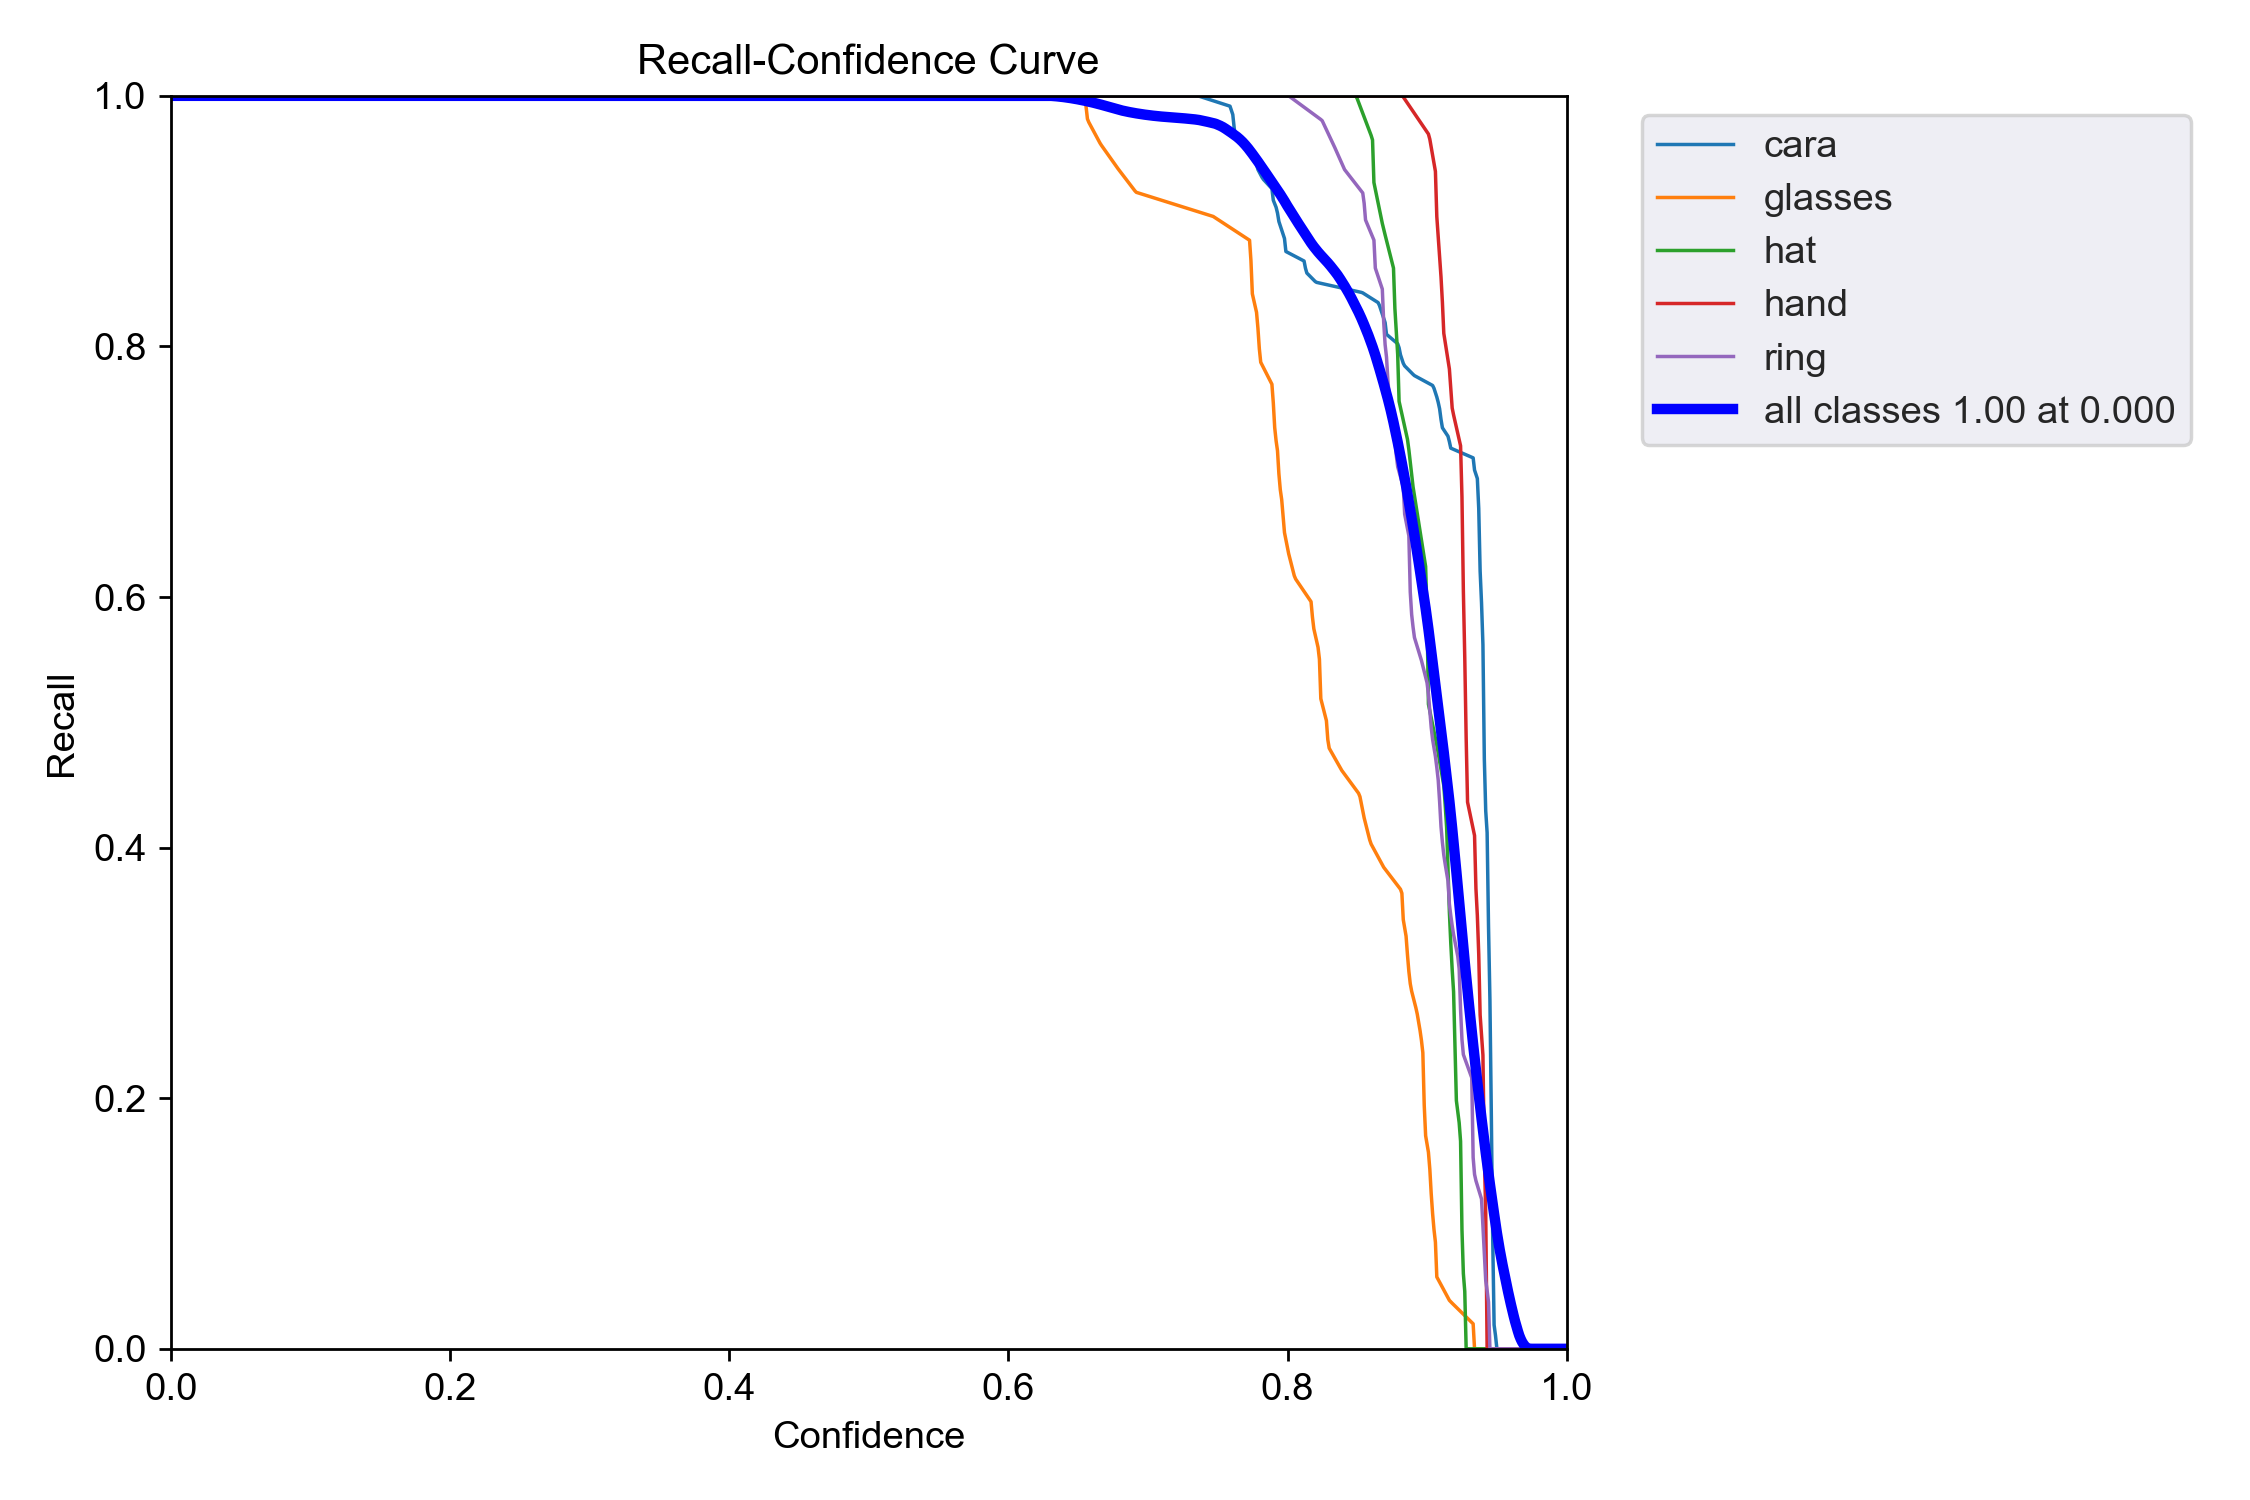 Recall-Confidence Curve
1.0
0.8
0.6
0.4
0.2
0.0
Recall
0.0 0.2 0.4 0.6 0.8 1.0
Confidence
cara
glasses
hat
hand
ring
all classes 1.00 at 0.000